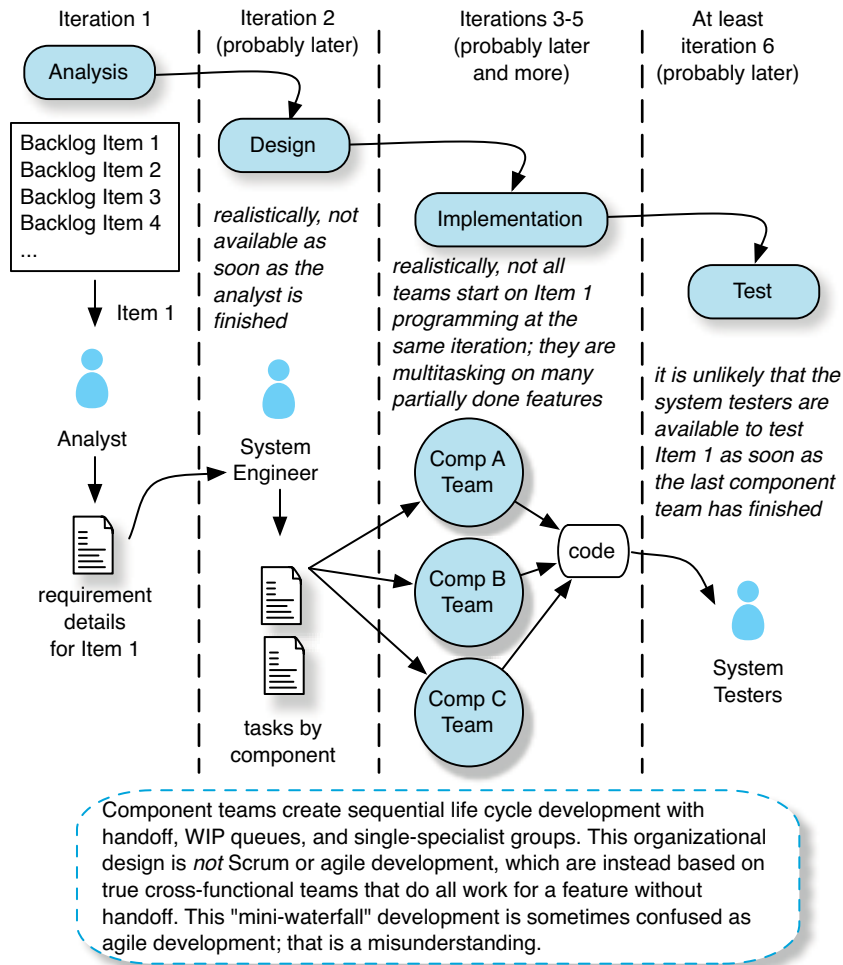 Iteration 1
Iteration 2
(probably later)
Iterations 3-5
(probably later
and more)
At least
iteration 6
(probably later)
Analysis
Design
Implementation
Test
Backlog Item 1
Backlog Item 2
Backlog Item 3
Backlog Item 4
...
Item 1
Analyst
requirement
details
for Item 1
realistically, not
available as
soon as the
analyst is
finished
System
Engineer
tasks by
component
realistically, not all
teams start on Item 1
programming at the
same iteration; they are
multitasking on many
partially done features
Comp A
Team
Comp B
Team
Comp C
Team
code
it is unlikely that the
system testers are
available to test
Item 1 as soon as
the last component
team has finished
System
Testers
Component teams create sequential life cycle development with
handoff, WIP queues, and single-specialist groups. This organizational
design is not Scrum or agile development, which are instead based on
true cross-functional teams that do all work for a feature without
handoff. This "mini-waterfall" development is sometimes confused as
agile development; that is a misunderstanding.